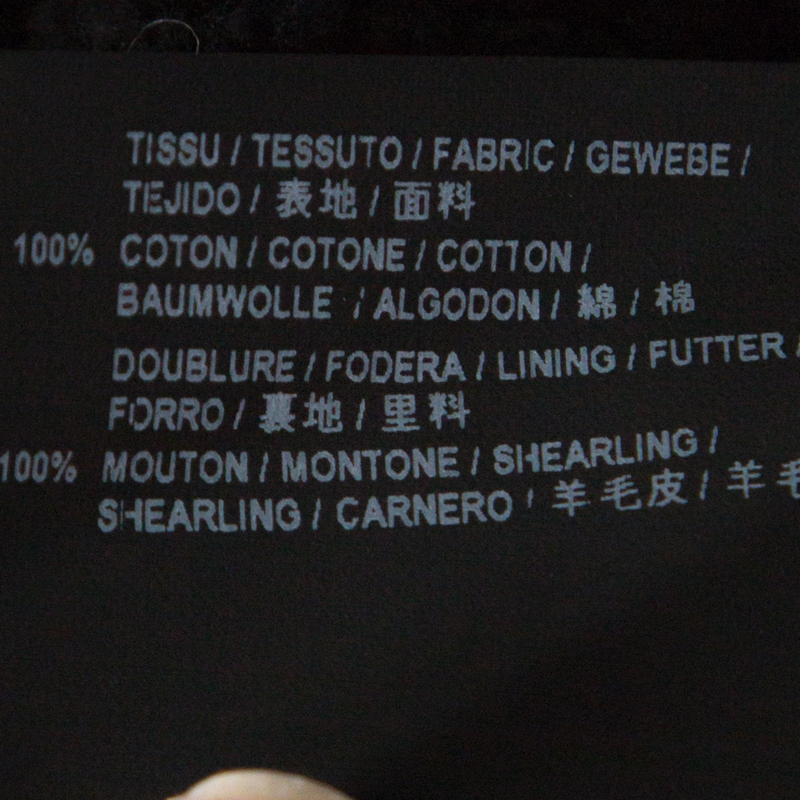 TISSU / TESSUTO / FABRIC / GEWEBE /
TEJIDO / 表地 / 面料
100% COTON / COTONE / COTTON /
BAUMWOLLE / ALGODON / 綿 / 棉
DOUBLURE / FODERA / LINING / FUTTER /
FORRO / 裏地 / 里料
100% MOUTON / MONTONE / SHEARLING /
SHEARLING / CARNERO / 羊毛皮 / 羊毛